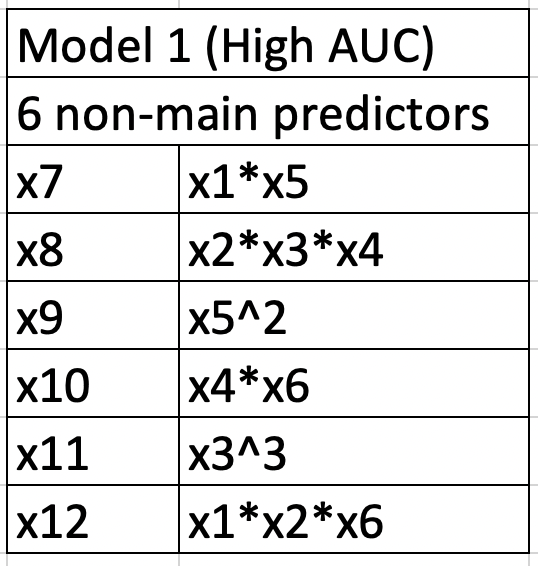 Model 1 (High AUC)
6 non-main predictors
x7 x1*x5
x8 x2*x3*x4
x9 x5^2
x10 x4*x6
x11 x3^3
x12 x1*x2*x6